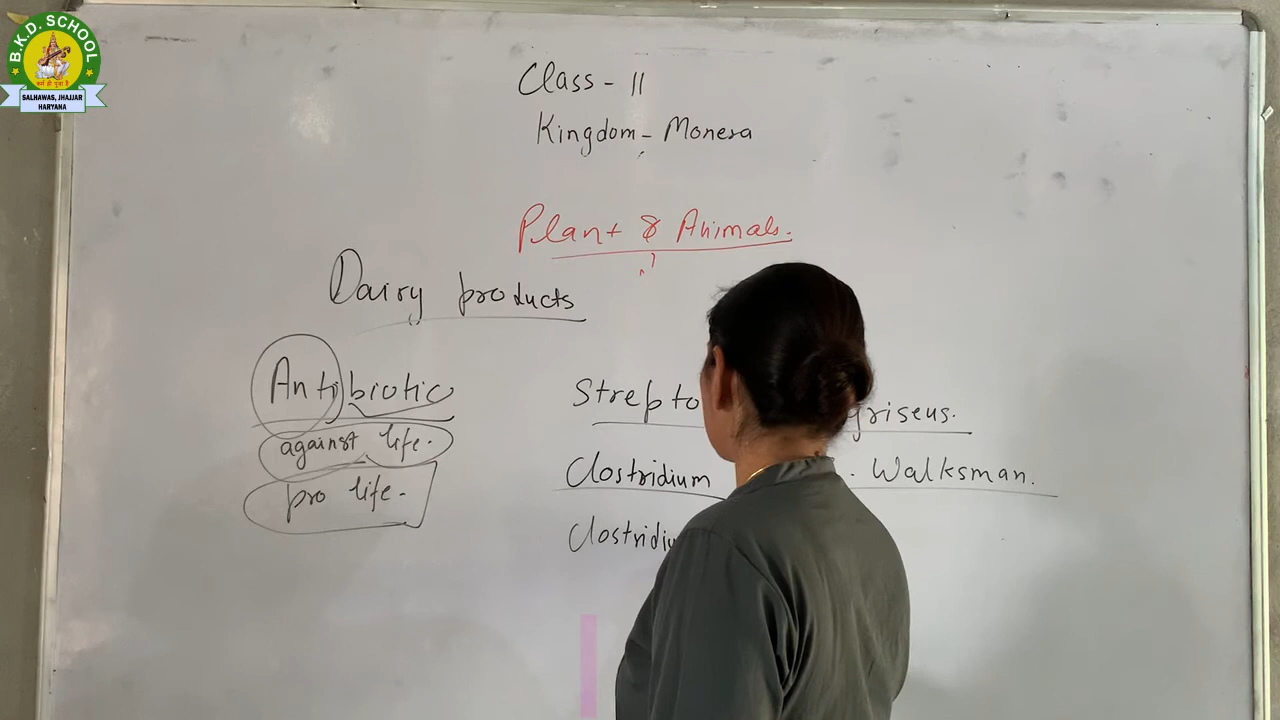 B.K.D. SCHOOL
SALHAWAS, JHAJJAR
HARYANA
Class - 11
Kingdom - Monera
Plant & Animals.
Dairy products
Antibiotic
against life.
pro life.
Strepto griseus.
Clostridium . Walksman.
Clostridiu